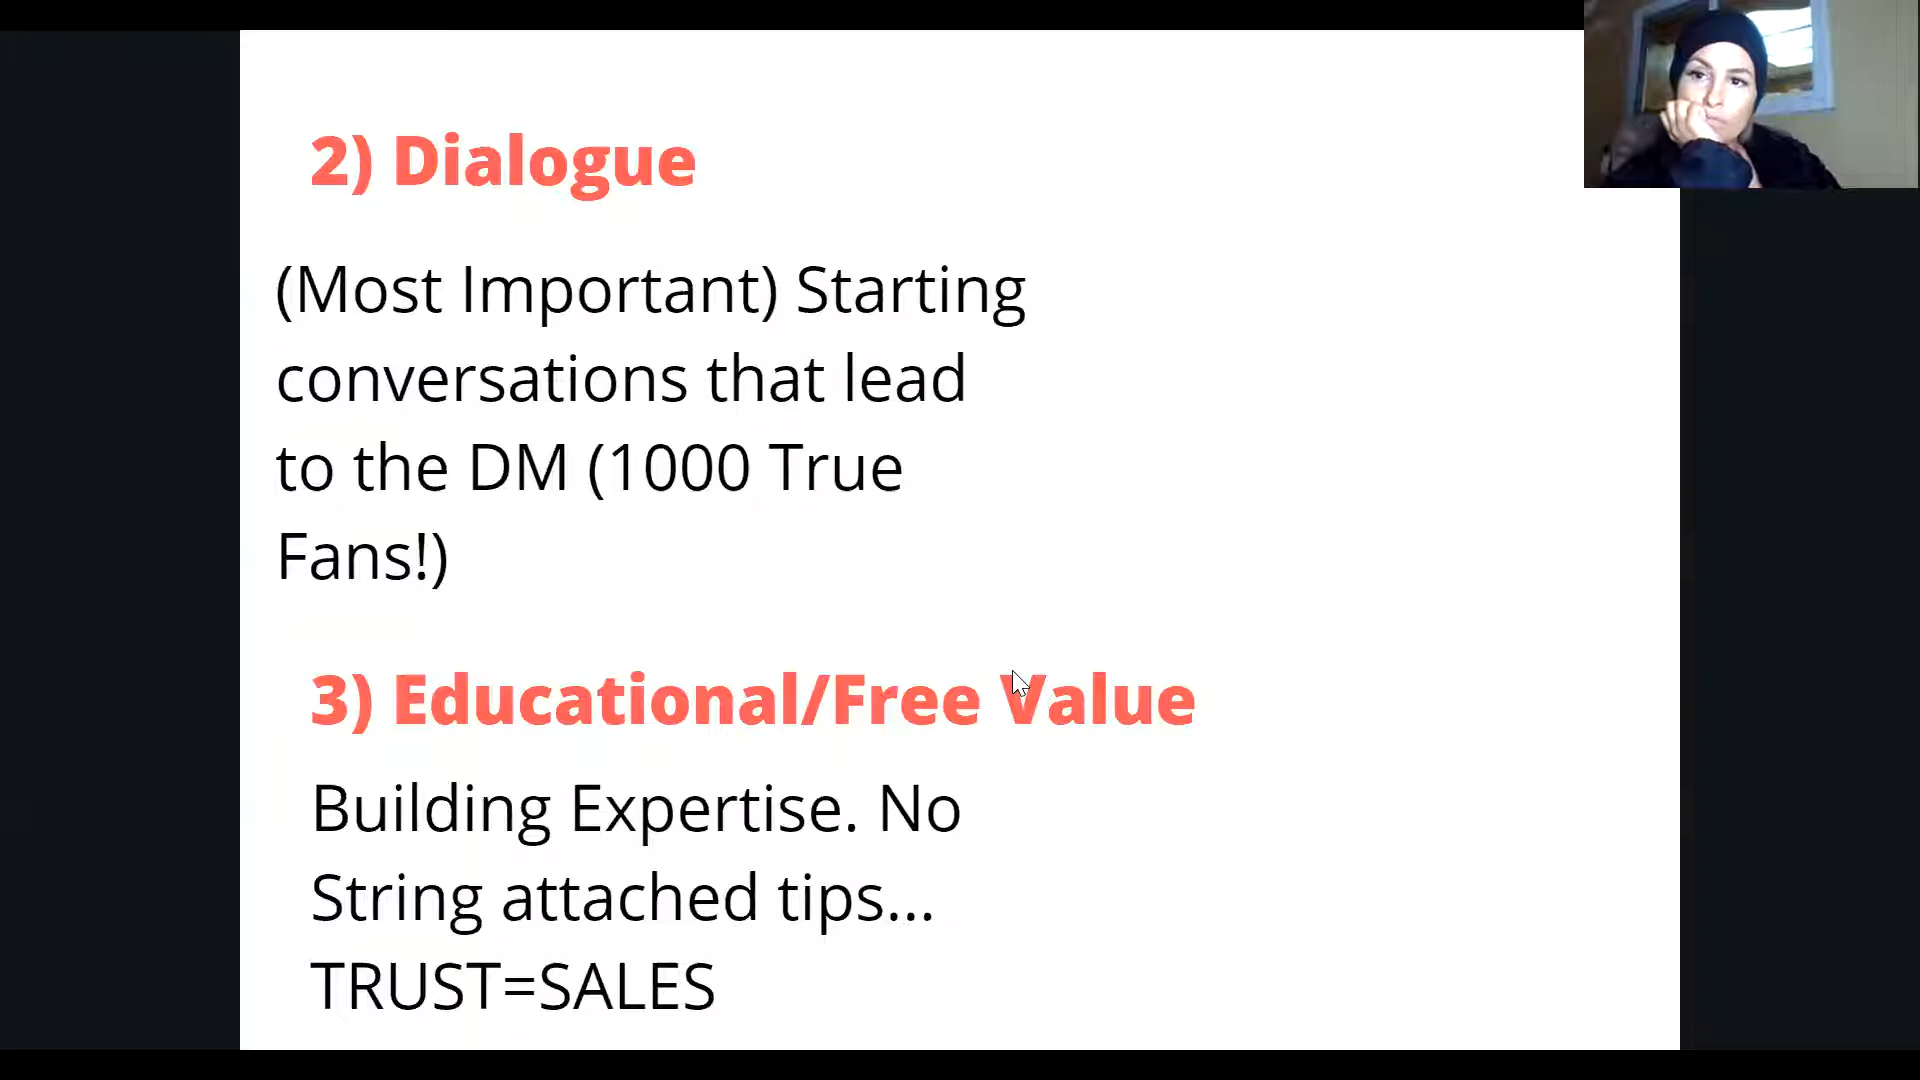 2) Dialogue
(Most Important) Starting
conversations that lead
to the DM (1000 True
Fans!)
3) Educational/Free Value
Building Expertise. No
String attached tips...
TRUST=SALES